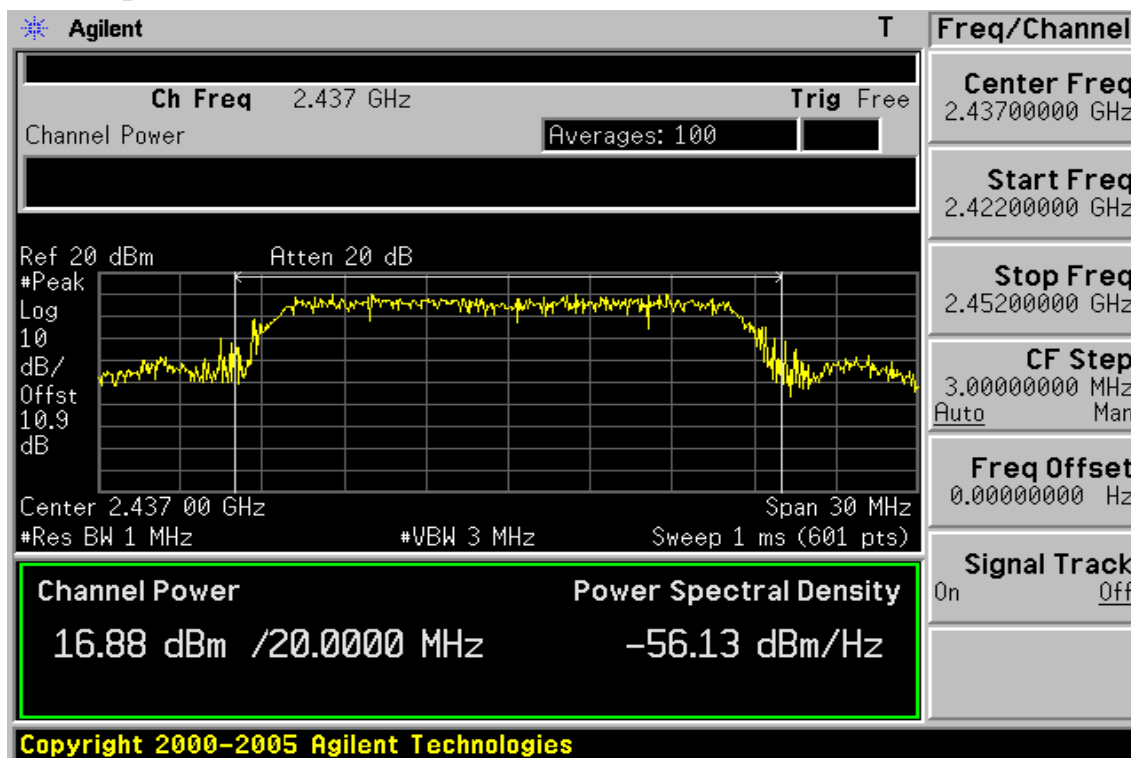 Agilent T
Ch Freq 2.437 GHz Trig Free
Channel Power Averages: 100
Ref 20 dBm Atten 20 dB
#Peak
Log
10
dB/
Offst
10.9
dB
Center 2.437 00 GHz Span 30 MHz
#Res BW 1 MHz #VBW 3 MHz Sweep 1 ms (601 pts)
Channel Power Power Spectral Density
16.88 dBm /20.0000 MHz -56.13 dBm/Hz
Copyright 2000-2005 Agilent Technologies
Freq/Channel
Center Freq
2.43700000 GHz
Start Freq
2.42200000 GHz
Stop Freq
2.45200000 GHz
CF Step
3.00000000 MHz
Auto Man
Freq Offset
0.00000000 Hz
Signal Track
On Off